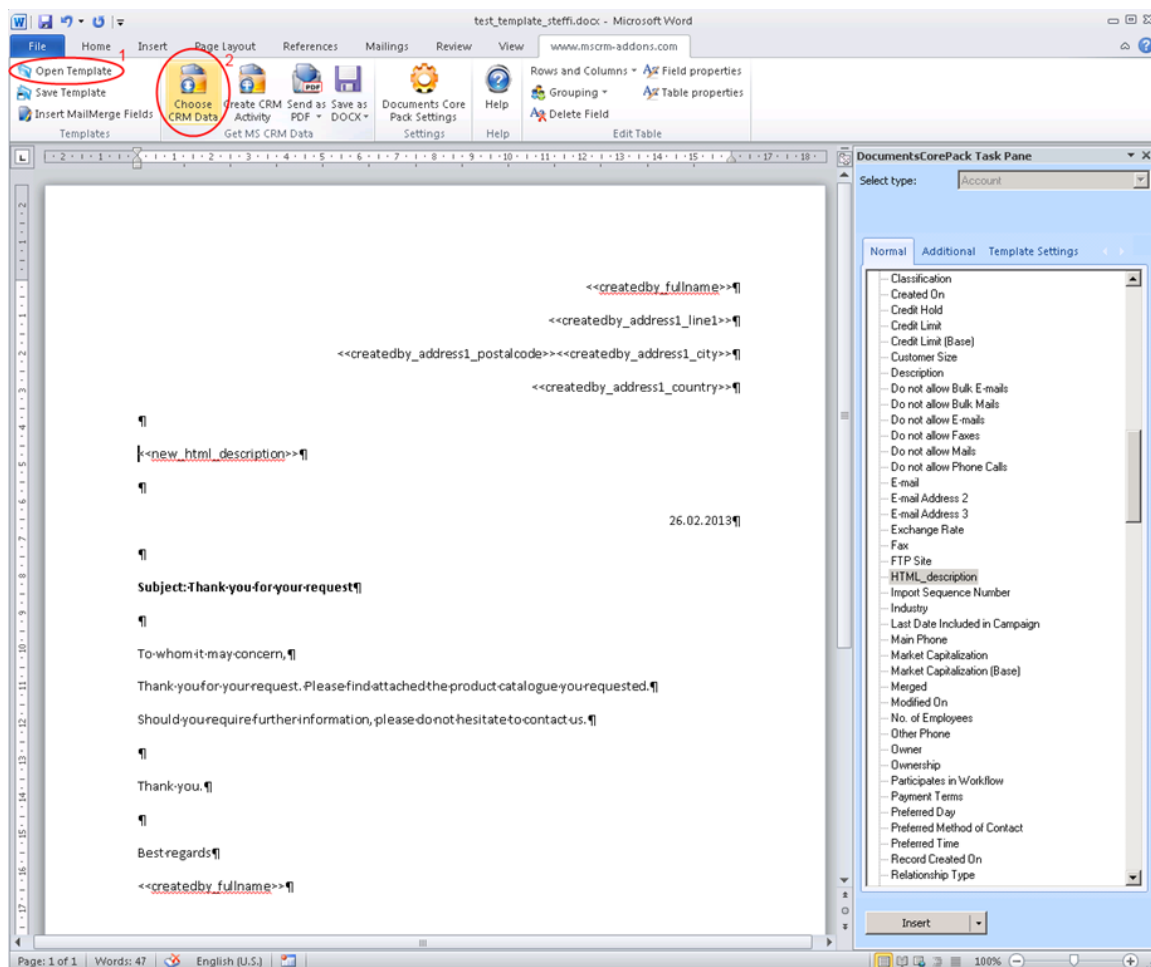 test_template_steffi.docx - Microsoft Word
File Home Insert Page Layout References Mailings Review View www.mscrm-addons.com
1
2
Open Template
Save Template
Insert MailMerge Fields
Templates
Choose CRM Data
Create CRM Activity
Send as PDF
Save as DOCX
Get MS CRM Data
Documents Core Pack Settings
Settings
Help
Help
Rows and Columns
Grouping
Delete Field
Field properties
Table properties
Edit Table
DocumentsCorePack Task Pane
Select type: Account
Normal Additional Template Settings
Classification
Created On
Credit Hold
Credit Limit
Credit Limit (Base)
Customer Size
Description
Do not allow Bulk E-mails
Do not allow Bulk Mails
Do not allow E-mails
Do not allow Faxes
Do not allow Mails
Do not allow Phone Calls
E-mail
E-mail Address 2
E-mail Address 3
Exchange Rate
Fax
FTP Site
HTML_description
Import Sequence Number
Industry
Last Date Included in Campaign
Main Phone
Market Capitalization
Market Capitalization (Base)
Merged
Modified On
No. of Employees
Other Phone
Owner
Ownership
Participates in Workflow
Payment Terms
Preferred Day
Preferred Method of Contact
Preferred Time
Record Created On
Relationship Type
Insert
<<createdby_fullname>>¶
<<createdby_address1_line1>>¶
<<createdby_address1_postalcode>><<createdby_address1_city>>¶
<<createdby_address1_country>>¶
¶
<<new_html_description>>¶
¶
26.02.2013¶
¶
Subject:·Thank·you·for·your·request¶
¶
To·whom·it·may·concern,¶
Thank·you·for·your·request.·Please·find·attached·the·product·catalogue·you·requested.¶
Should·you·require·further·information,·please·do·not·hesitate·to·contact·us.¶
¶
Thank·you.¶
¶
Best·regards¶
<<createdby_fullname>>¶
Page: 1 of 1 Words: 47 English (U.S.) 100%